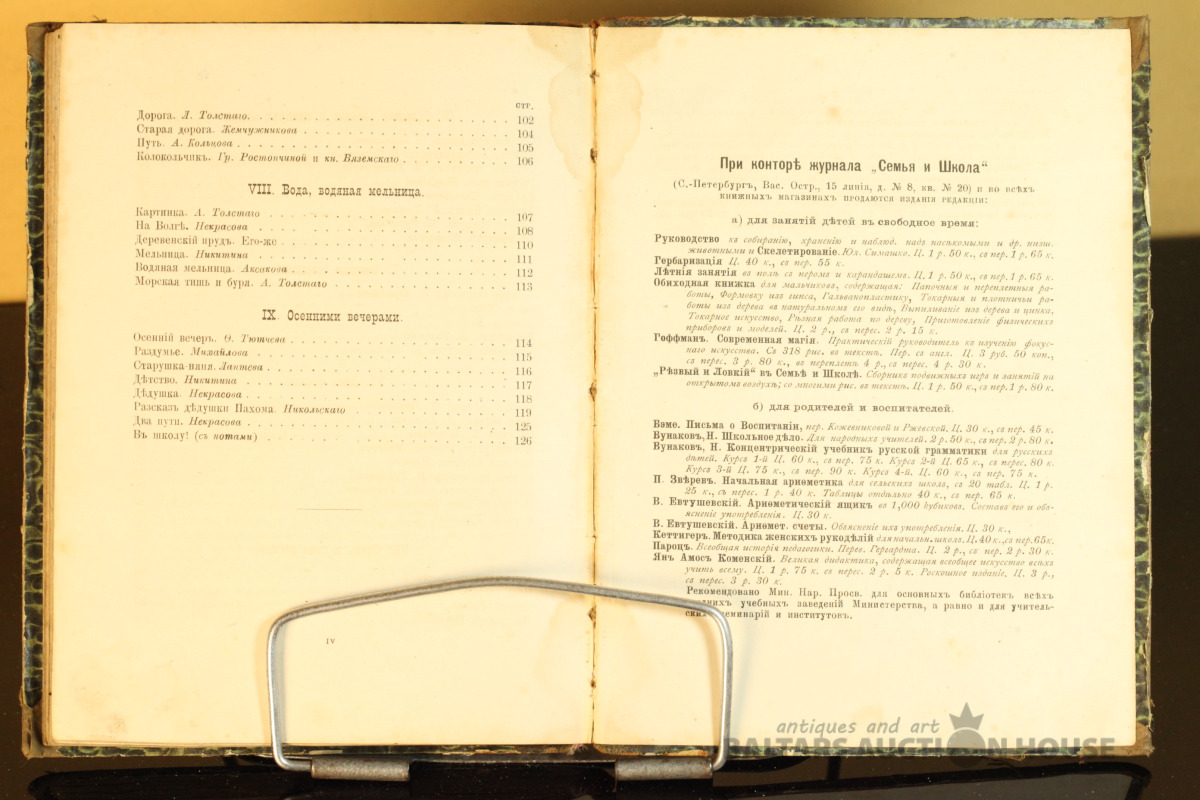 стр.
Дорога. Л. Толстаго. 102
Старая дорога. Жемчужникова 104
Путь. А. Кольцова 105
Колокольчикъ. Гр. Ростопчиной и кн. Вяземскаго 106
VIII. Вода, водяная мельница.
Картинка. А. Толстаго 107
На Волгѣ. Некрасова 108
Деревенскій прудъ. Его-же 110
Мельница. Никитина 111
Водяная мельница. Аксакова 112
Морская тишь и буря. А. Толстаго 113
IX. Осенними вечерами.
Осенній вечеръ. Ѳ. Тютчева 114
Раздумье. Михайлова 115
Старушка-няня. Лаптева 116
Дѣтство. Никитина 117
Дѣдушка. Некрасова 118
Разсказъ дѣдушки Пахома. Никольскаго 119
Два пути. Некрасова 125
Въ школу! (съ нотами) 126
IV
При конторѣ журнала „Семья и Школа“
(С.-Петербургъ, Вас. Остр., 15 линія, д. № 8, кв. № 20) и во всѣхъ
книжныхъ магазинахъ продаются изданія редакціи:
а) для занятій дѣтей въ свободное время:
Руководство къ собиранію, храненію и наблюд. надъ насѣкомыми и др. низш.
животными и Скелетированіе. Юл. Симашко. Ц. 1 р. 50 к., съ пер. 1 р. 65 к.
Гербаризація Ц. 40 к., съ пер. 55 к.
Лѣтнія занятія въ полѣ съ перомъ и карандашемъ. Ц. 1 р. 50 к., съ пер. 1 р. 65 к.
Обиходная книжка для мальчиковъ, содержащая: Папочныя и переплетныя ра-
боты, Формовку изъ гипса, Гальванопластику, Токарныя и плотничьи ра-
боты изъ дерева въ натуральномъ его видѣ, Выпиливаніе изъ дерева и цинка,
Токарное искусство, Рѣзная работа по дереву, Приготовленіе физическихъ
приборовъ и моделей. Ц. 2 р., съ перес. 2 р. 15 к.
Гоффманъ. Современная магія. Практическій руководитель къ изученію фокус-
наго искусства. Съ 318 рис. въ текстѣ. Пер. съ англ. Ц. 3 руб. 50 коп.,
съ перес. 3 р. 80 к., въ переплетѣ 4 р., съ перес. 4 р. 30 к.
„Рѣзвый и Ловкій“ въ Семьѣ и Школѣ. Сборникъ подвижныхъ игръ и занятій на
открытомъ воздухѣ; со многими рис. въ текстѣ. Ц. 1 р. 50 к., съ пер. 1 р. 80 к.
б) для родителей и воспитателей.
Бэме. Письма о Воспитаніи, пер. Кожевниковой и Ржевской. Ц. 30 к., съ пер. 45 к.
Бунаковъ, Н. Школьное дѣло. Для народныхъ учителей. 2 р. 50 к., съ пер. 2 р. 80 к.
Бунаковъ, Н. Концентрическій учебникъ русской грамматики для русскихъ
дѣтей. Курсъ 1-й Ц. 60 к., съ пер. 75 к. Курсъ 2-й Ц. 65 к., съ перес. 80 к.
Курсъ 3-й Ц. 75 к., съ пер. 90 к. Курсъ 4-й. Ц. 60 к., съ пер. 75 к.
П. Звѣревъ. Начальная ариѳметика для сельскихъ школъ, съ 20 табл. Ц. 1 р.
25 к., съ перес. 1 р. 40 к. Таблицы отдѣльно 40 к., съ пер. 65 к.
В. Евтушевскій. Ариѳметическій ящикъ въ 1,000 кубиковъ. Составъ его и объ-
ясненіе употребленія. Ц. 30 к.
В. Евтушевскій. Ариѳмет. счеты. Объясненіе ихъ употребленія. Ц. 30 к.,
Кеттигеръ. Методика женскихъ рукодѣлій для начальн. школъ. Ц. 40 к., съ пер. 65 к.
Пароцъ. Всеобщая исторія педагогики. Перев. Гергардта. Ц. 2 р., съ пер. 2 р. 30 к.
Янъ Амосъ Коменскій. Великая дидактика, содержащая всеобщее искусство всѣхъ
учить всему. Ц. 1 р. 75 к. съ перес. 2 р. 5 к. Роскошное изданіе. Ц. 3 р.,
съ перес. 3 р. 30 к.
Рекомендовано Мин. Нар. Просв. для основныхъ библіотекъ всѣхъ
учебныхъ заведеній Министерства, а равно и для учитель-
семинарій и институтовъ.
antiques and art
BALTARS AUCTION HOUSE